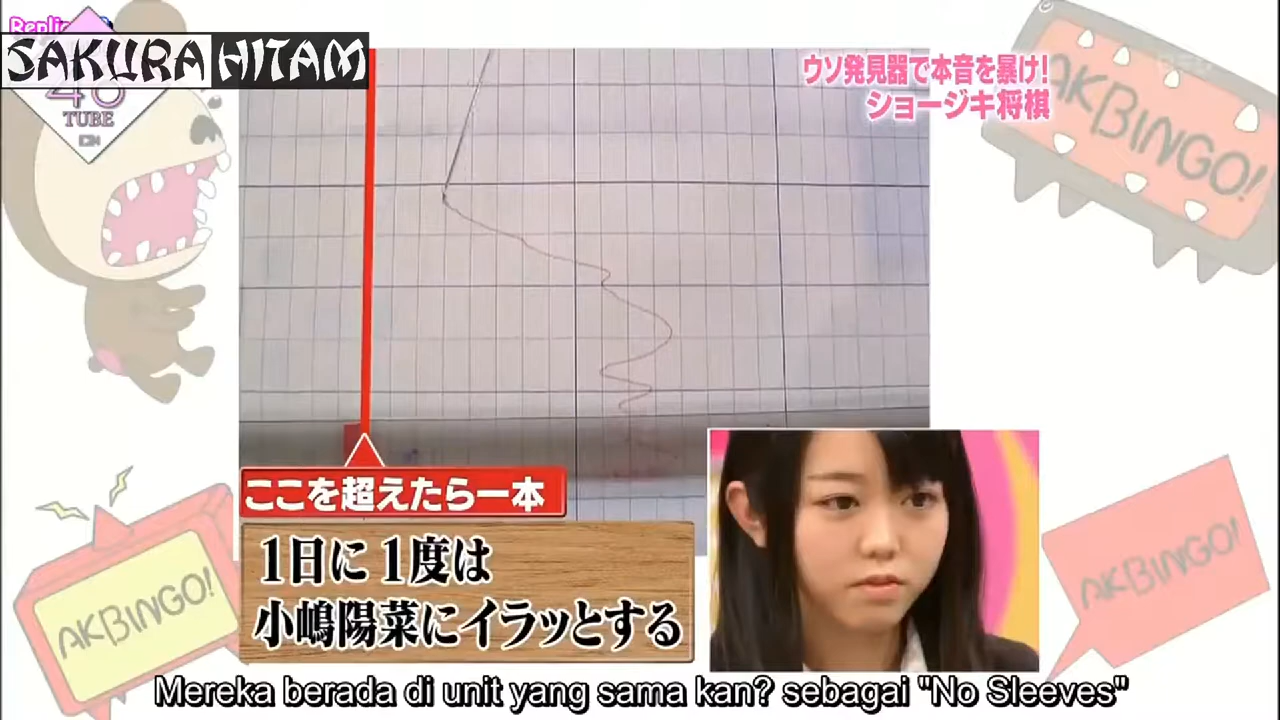 SAKURA HITAM
TUBE
ウソ発見器で本音を暴け!
ショージキ将棋
AKBINGO!
ここを超えたら一本
1日に1度は
小嶋陽菜にイラッとする
AKBINGO!
AKBINGO!
Mereka berada di unit yang sama kan? sebagai "No Sleeves"